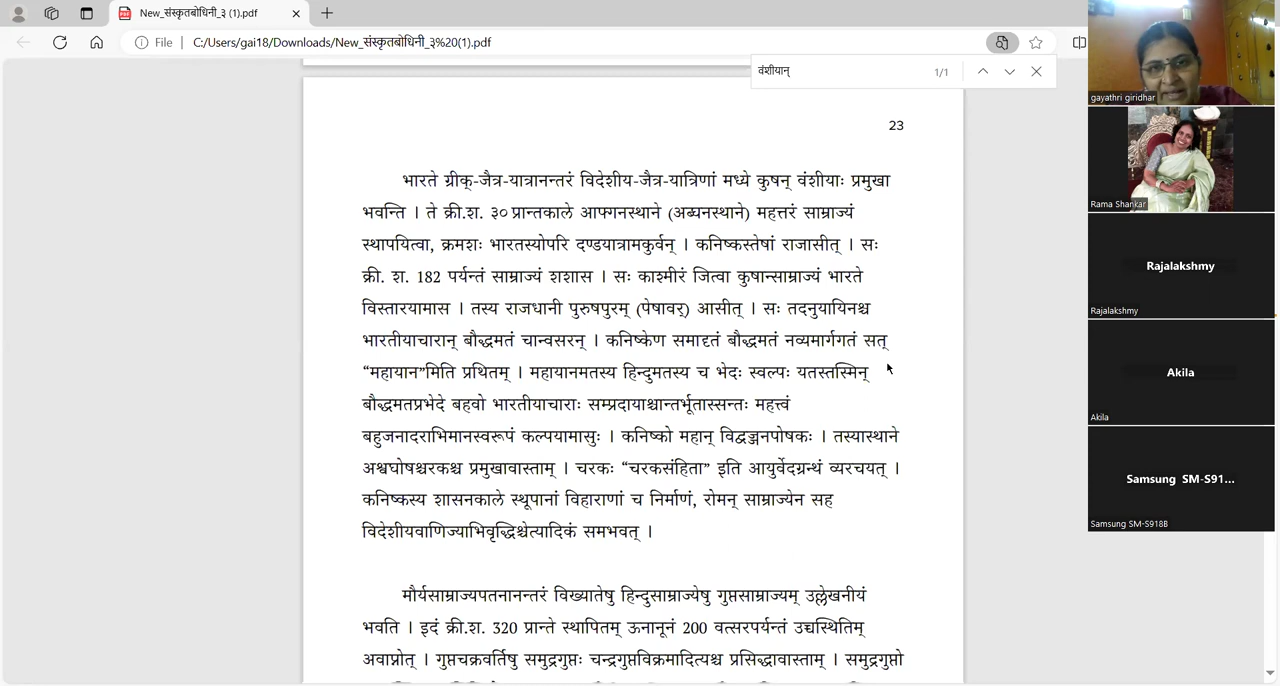 New_संस्कृतबोधिनी_३ (1).pdf
File
C:/Users/gai18/Downloads/New_संस्कृतबोधिनी_३%20(1).pdf
वंशीयान्
1/1
23
भारते ग्रीक्-जैत्र-यात्रानन्तरं विदेशीय-जैत्र-यात्रिणां मध्ये कुषन् वंशीयाः प्रमुखा
भवन्ति । ते क्री.श. ३० प्रान्तकाले आफ्गनस्थाने (अब्घनस्थाने) महत्तरं साम्राज्यं
स्थापयित्वा, क्रमशः भारतस्योपरि दण्डयात्रामकुर्वन् । कनिष्कस्तेषां राजासीत् । सः
क्री. श. 182 पर्यन्तं साम्राज्यं शशास । सः काश्मीरं जित्वा कुषान्साम्राज्यं भारते
विस्तारयामास । तस्य राजधानी पुरुषपुरम् (पेषावर्) आसीत् । सः तदनुयायिनश्च
भारतीयाचारान् बौद्धमतं चान्वसरन् । कनिष्केण समादृतं बौद्धमतं नव्यमार्गगतं सत्
“महायान”मिति प्रथितम् । महायानमतस्य हिन्दुमतस्य च भेदः स्वल्पः यतस्तस्मिन्
बौद्धमतप्रभेदे बहवो भारतीयाचाराः सम्प्रदायाश्चान्तर्भूतास्सन्तः महत्त्वं
बहुजनादराभिमानस्वरूपं कल्पयामासुः । कनिष्को महान् विद्वज्जनपोषकः । तस्यास्थाने
अश्वघोषश्चरकश्च प्रमुखावास्ताम् । चरकः “चरकसंहिता” इति आयुर्वेदग्रन्थं व्यरचयत् ।
कनिष्कस्य शासनकाले स्थूपानां विहाराणां च निर्माणं, रोमन् साम्राज्येन सह
विदेशीयवाणिज्याभिवृद्धिश्चेत्यादिकं समभवत् ।
मौर्यसाम्राज्यपतनानन्तरं विख्यातेषु हिन्दुसाम्राज्येषु गुप्तसाम्राज्यम् उल्लेखनीयं
भवति । इदं क्री.श. 320 प्रान्ते स्थापितम् ऊनानूनं 200 वत्सरपर्यन्तं उच्चस्थितिम्
अवाप्नोत् । गुप्तचक्रवर्तिषु समुद्रगुप्तः चन्द्रगुप्तविक्रमादित्यश्च प्रसिद्धावास्ताम् । समुद्रगुप्तो
gayathri giridhar
Rama Shankar
Rajalakshmy
Rajalakshmy
Akila
Akila
Samsung SM-S91...
Samsung SM-S918B